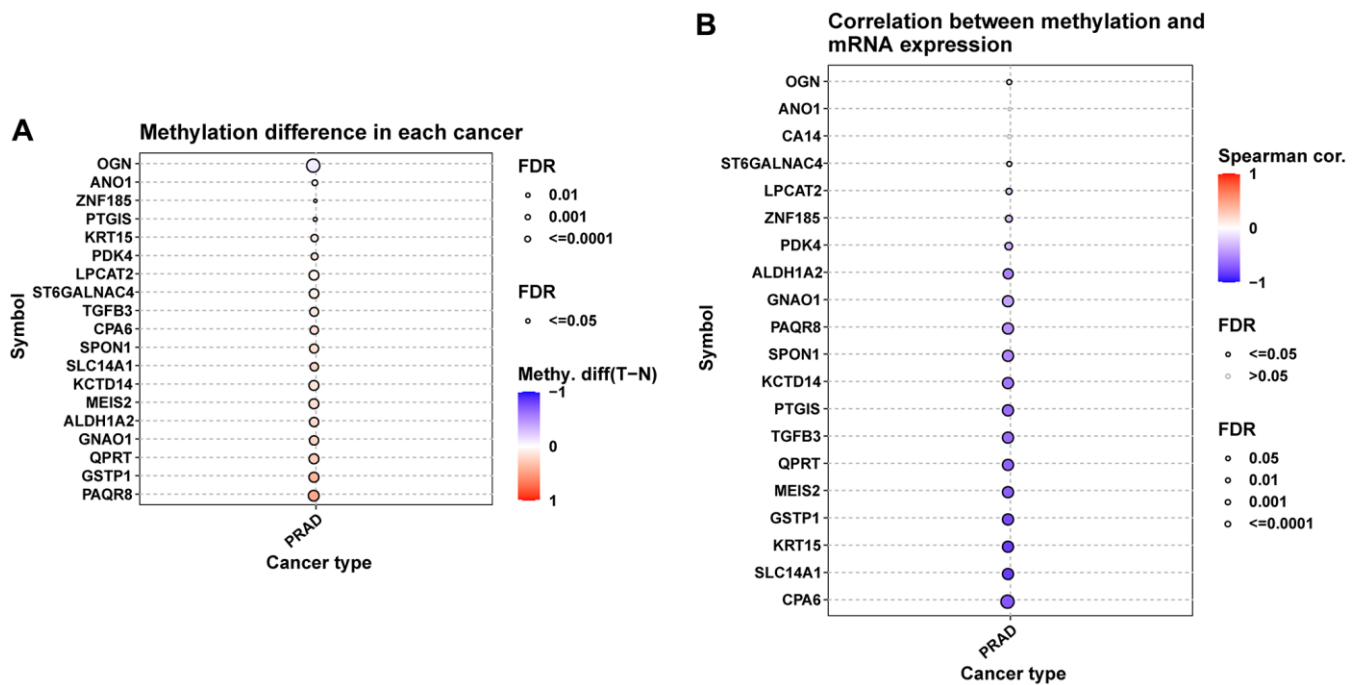 A
Methylation difference in each cancer
Symbol
OGN
ANO1
ZNF185
PTGIS
KRT15
PDK4
LPCAT2
ST6GALNAC4
TGFB3
CPA6
SPON1
SLC14A1
KCTD14
MEIS2
ALDH1A2
GNAO1
QPRT
GSTP1
PAQR8
PRAD
Cancer type
FDR
0.01
0.001
<=0.0001
FDR
<=0.05
Methy. diff(T−N)
−1
0
1
B
Correlation between methylation and
mRNA expression
Symbol
OGN
ANO1
CA14
ST6GALNAC4
LPCAT2
ZNF185
PDK4
ALDH1A2
GNAO1
PAQR8
SPON1
KCTD14
PTGIS
TGFB3
QPRT
MEIS2
GSTP1
KRT15
SLC14A1
CPA6
PRAD
Cancer type
Spearman cor.
1
0
−1
FDR
<=0.05
>0.05
FDR
0.05
0.01
0.001
<=0.0001